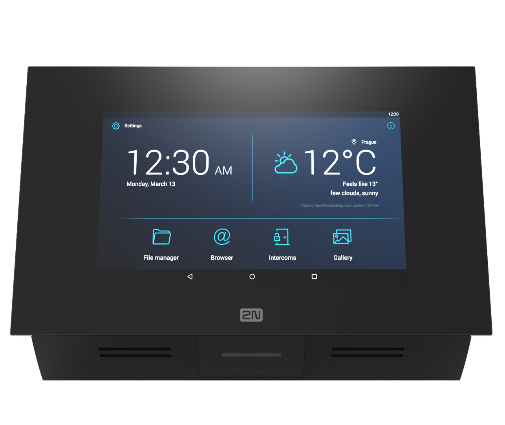 12:30
Settings
Prague
12:30 AM
12°C
Monday, March 13
Feels like 13°
few clouds, sunny
File manager
Browser
Intercoms
Gallery
2N